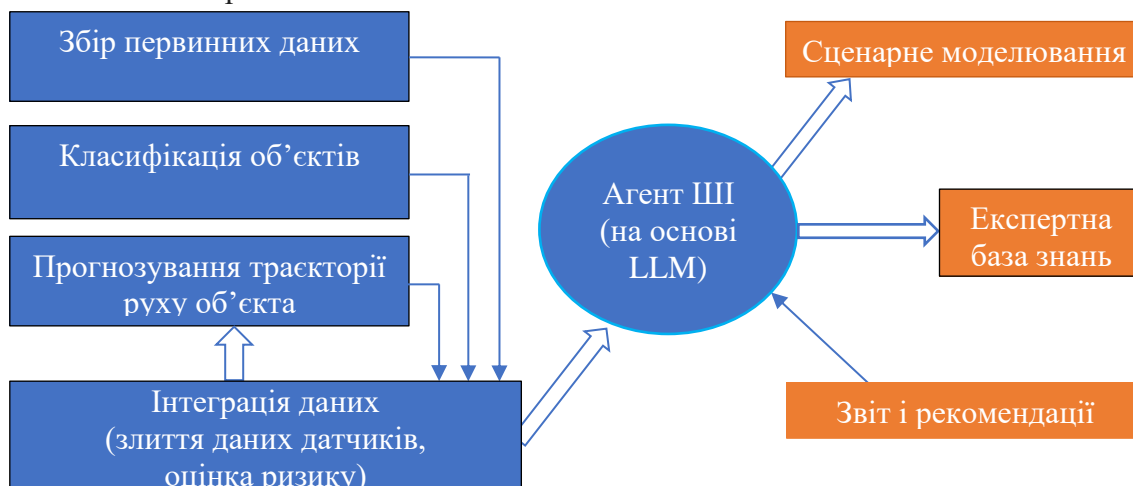 Збір первинних даних
Класифікація об’єктів
Прогнозування траєкторії
руху об’єкта
Інтеграція даних
(злиття даних датчиків,
оцінка ризику)
Агент ШІ
(на основі
LLM)
Сценарне моделювання
Експертна
база знань
Звіт і рекомендації